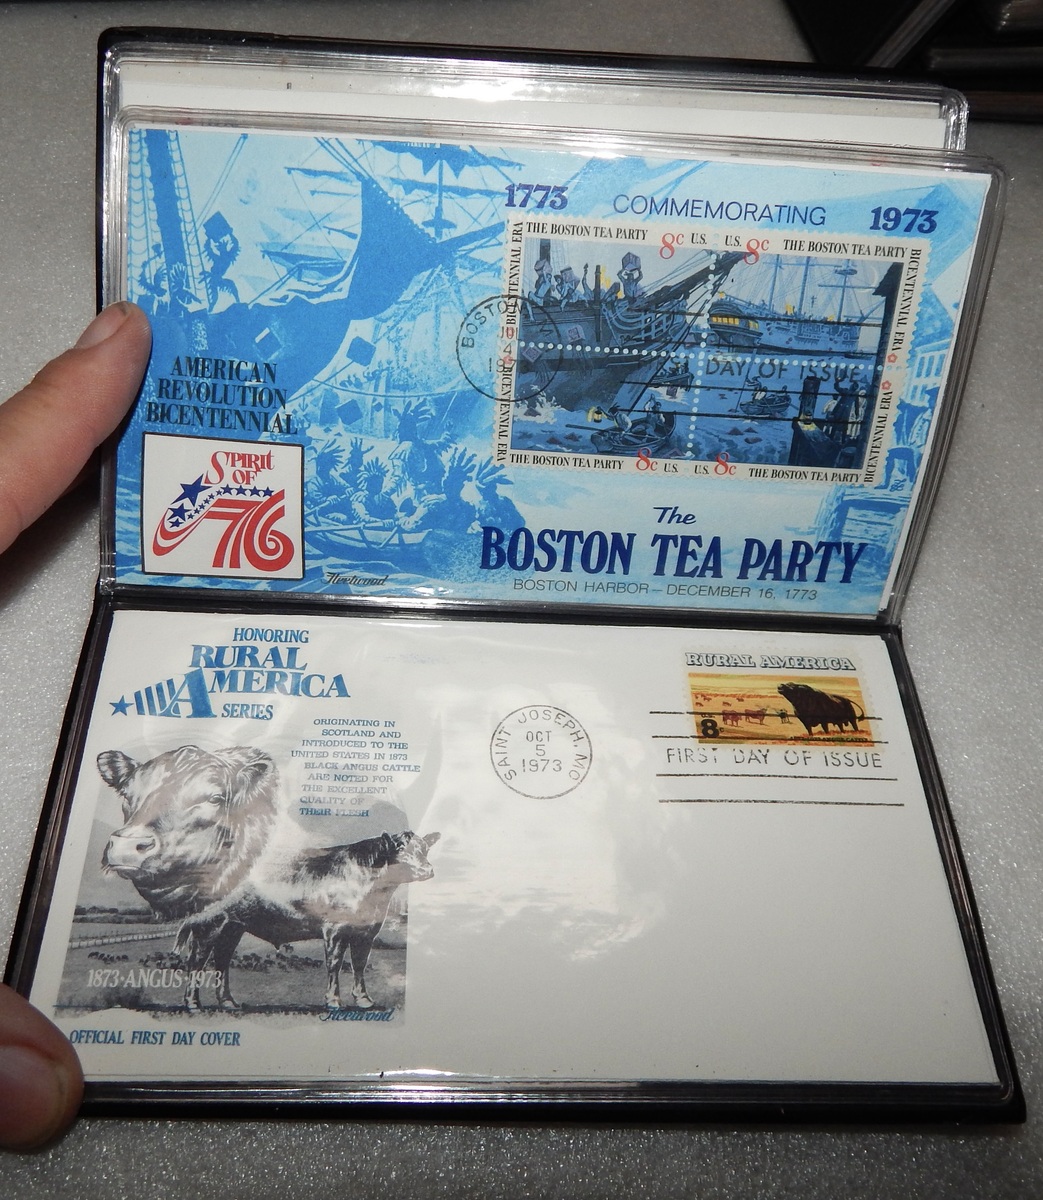 1773 COMMEMORATING 1973
THE BOSTON TEA PARTY 8c U.S.
U.S. 8c THE BOSTON TEA PARTY
BICENTENNIAL ERA
BICENTENNIAL ERA
BICENTENNIAL ERA
BICENTENNIAL ERA
THE BOSTON TEA PARTY 8c U.S.
U.S. 8c THE BOSTON TEA PARTY
BOSTON
DAY OF ISSUE
AMERICAN
REVOLUTION
BICENTENNIAL
SPIRIT
OF
'76
Fleetwood
The
BOSTON TEA PARTY
BOSTON HARBOR — DECEMBER 16, 1773
HONORING
RURAL
AMERICA
SERIES
ORIGINATING IN
SCOTLAND AND
INTRODUCED TO THE
UNITED STATES IN 1873
BLACK ANGUS CATTLE
ARE NOTED FOR
THE EXCELLENT
QUALITY OF
THEIR FLESH
1873·ANGUS·1973
Fleetwood
OFFICIAL FIRST DAY COVER
SAINT JOSEPH, MO
OCT
5
1973
RURAL AMERICA
8c
FIRST DAY OF ISSUE